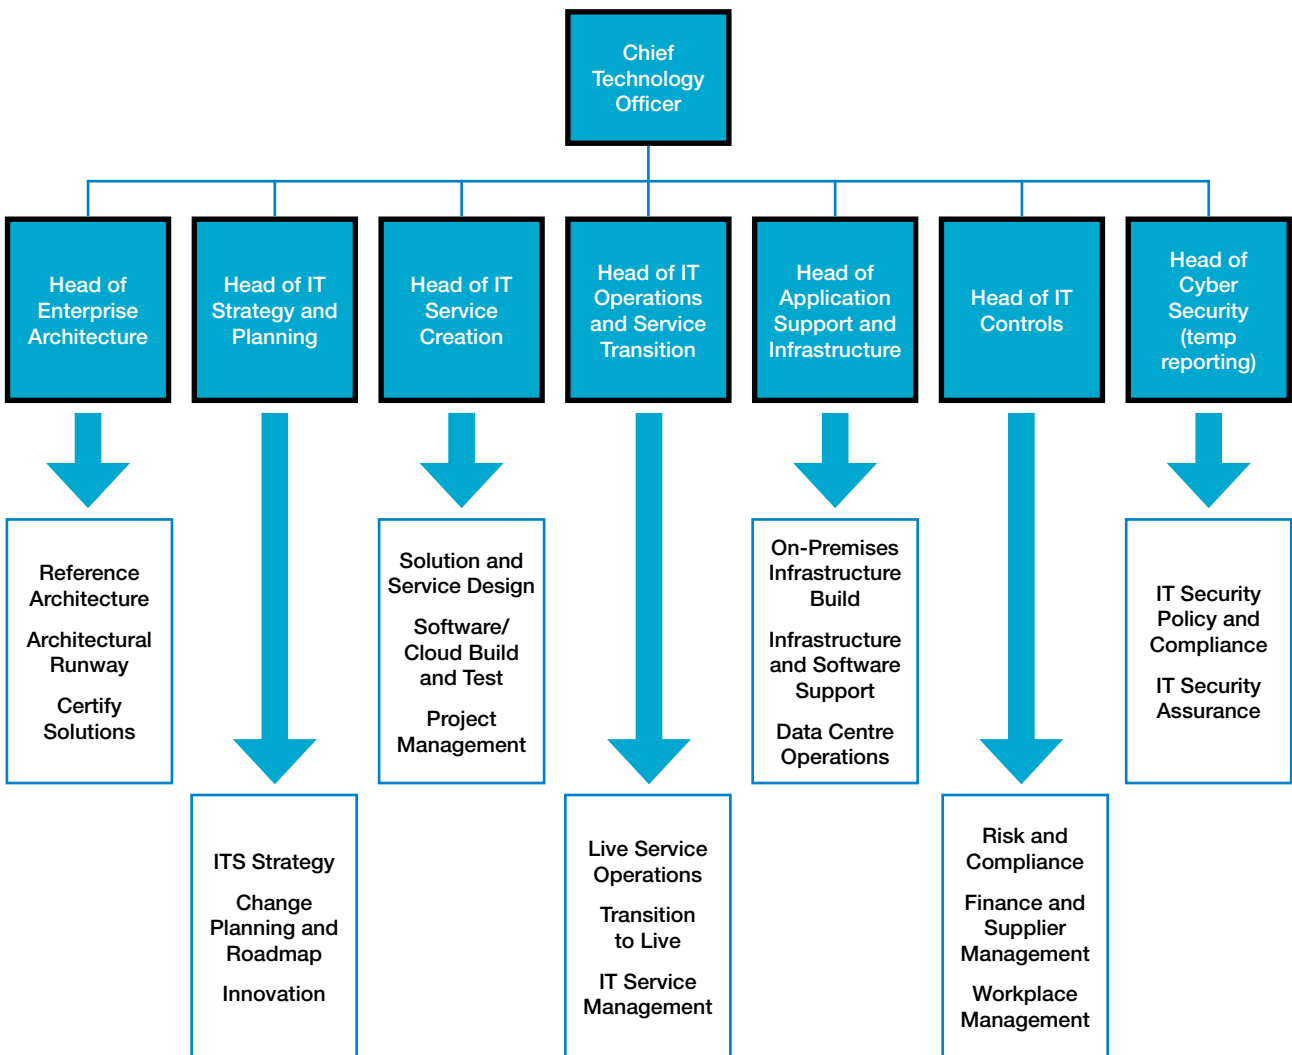 Chief
Technology
Officer
Head of
Enterprise
Architecture
Head of IT
Strategy and
Planning
Head of IT
Service
Creation
Head of IT
Operations
and Service
Transition
Head of
Application
Support and
Infrastructure
Head of IT
Controls
Head of
Cyber
Security
(temp
reporting)
Reference
Architecture
Architectural
Runway
Certify
Solutions
Solution and
Service Design
Software/
Cloud Build
and Test
Project
Management
On-Premises
Infrastructure
Build
Infrastructure
and Software
Support
Data Centre
Operations
IT Security
Policy and
Compliance
IT Security
Assurance
ITS Strategy
Change
Planning and
Roadmap
Innovation
Live Service
Operations
Transition
to Live
IT Service
Management
Risk and
Compliance
Finance and
Supplier
Management
Workplace
Management